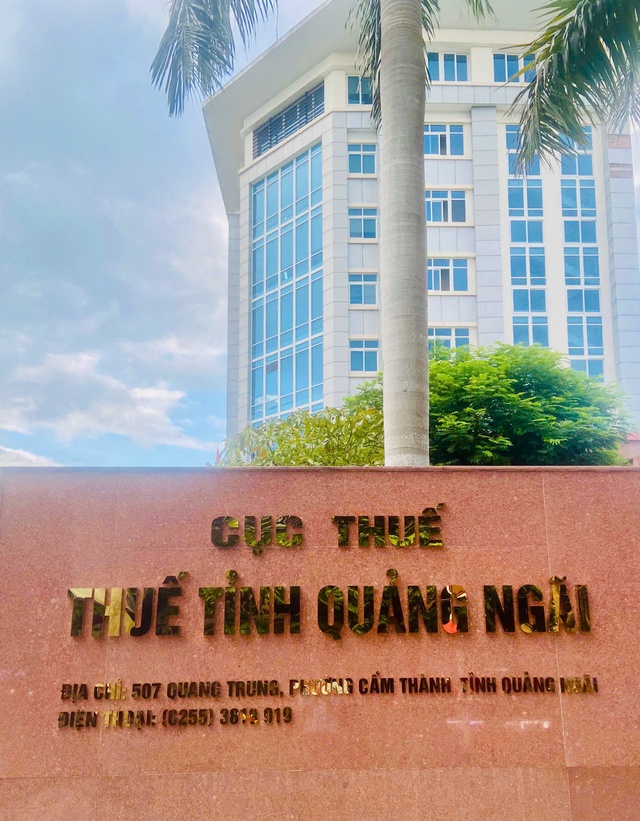 CỤC THUẾ
THUẾ TỈNH QUẢNG NGÃI
ĐỊA CHỈ: 507 QUANG TRUNG, PHƯỜNG CẨM THÀNH, TỈNH QUẢNG NGÃI
ĐIỆN THOẠI: (0255) 3812 919